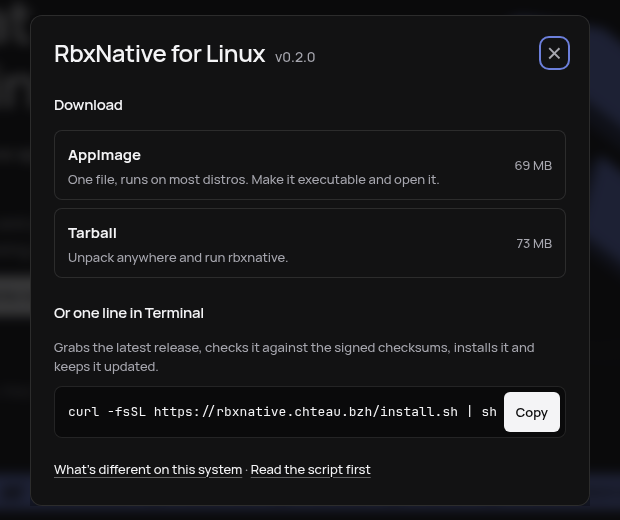 RbxNative for Linux v0.2.0
Download
AppImage
One file, runs on most distros. Make it executable and open it.
69 MB
Tarball
Unpack anywhere and run rbxnative.
73 MB
Or one line in Terminal
Grabs the latest release, checks it against the signed checksums, installs it and
keeps it updated.
curl -fsSL https://rbxnative.chteau.bzh/install.sh | sh
Copy
What's different on this system · Read the script first